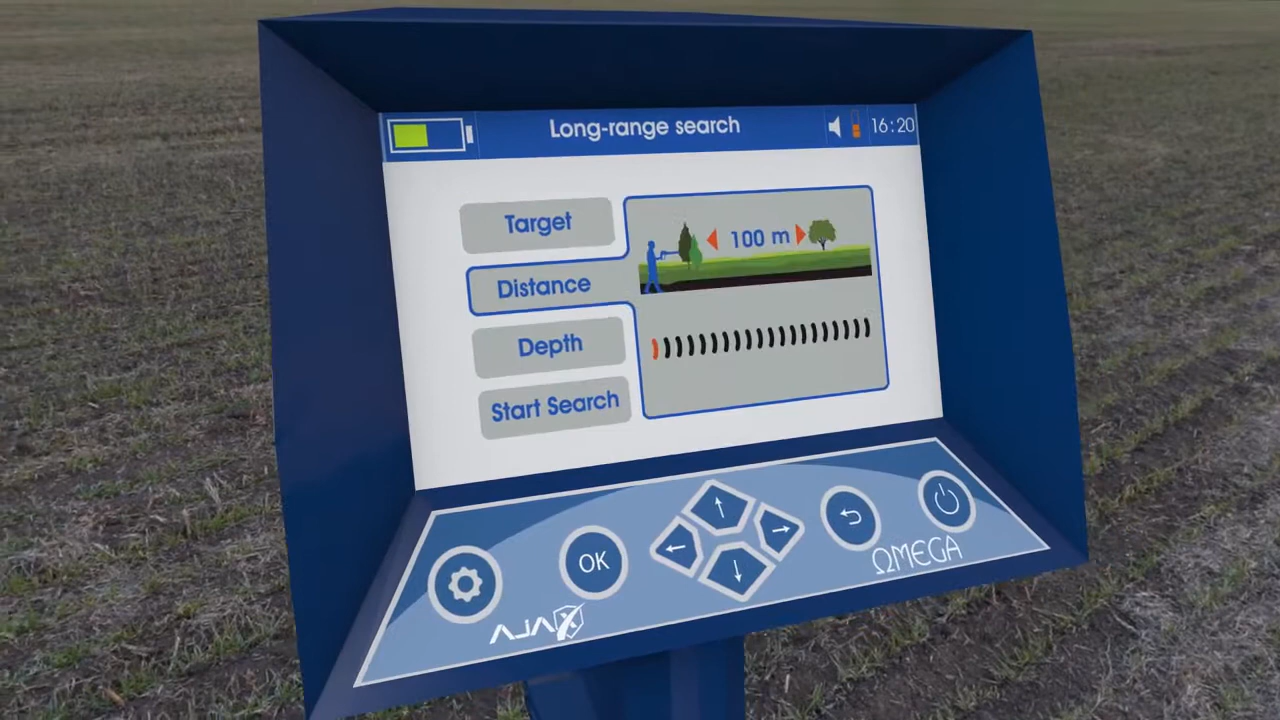 Long-range search
16:20
Target
100 m
Distance
Depth
Start Search
OK
ΩMEGA
AJAX